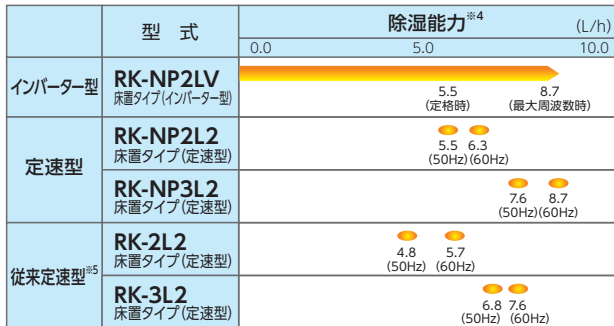 型 式
除湿能力※4
(L/h)
0.0 5.0 10.0
インバーター型
RK-NP2LV
床置タイプ(インバーター型)
5.5 8.7
(定格時) (最大周波数時)
定速型
RK-NP2L2
床置タイプ(定速型)
5.5 6.3
(50Hz) (60Hz)
RK-NP3L2
床置タイプ(定速型)
7.6 8.7
(50Hz) (60Hz)
従来定速型※5
RK-2L2
床置タイプ(定速型)
4.8 5.7
(50Hz) (60Hz)
RK-3L2
床置タイプ(定速型)
6.8 7.6
(50Hz) (60Hz)